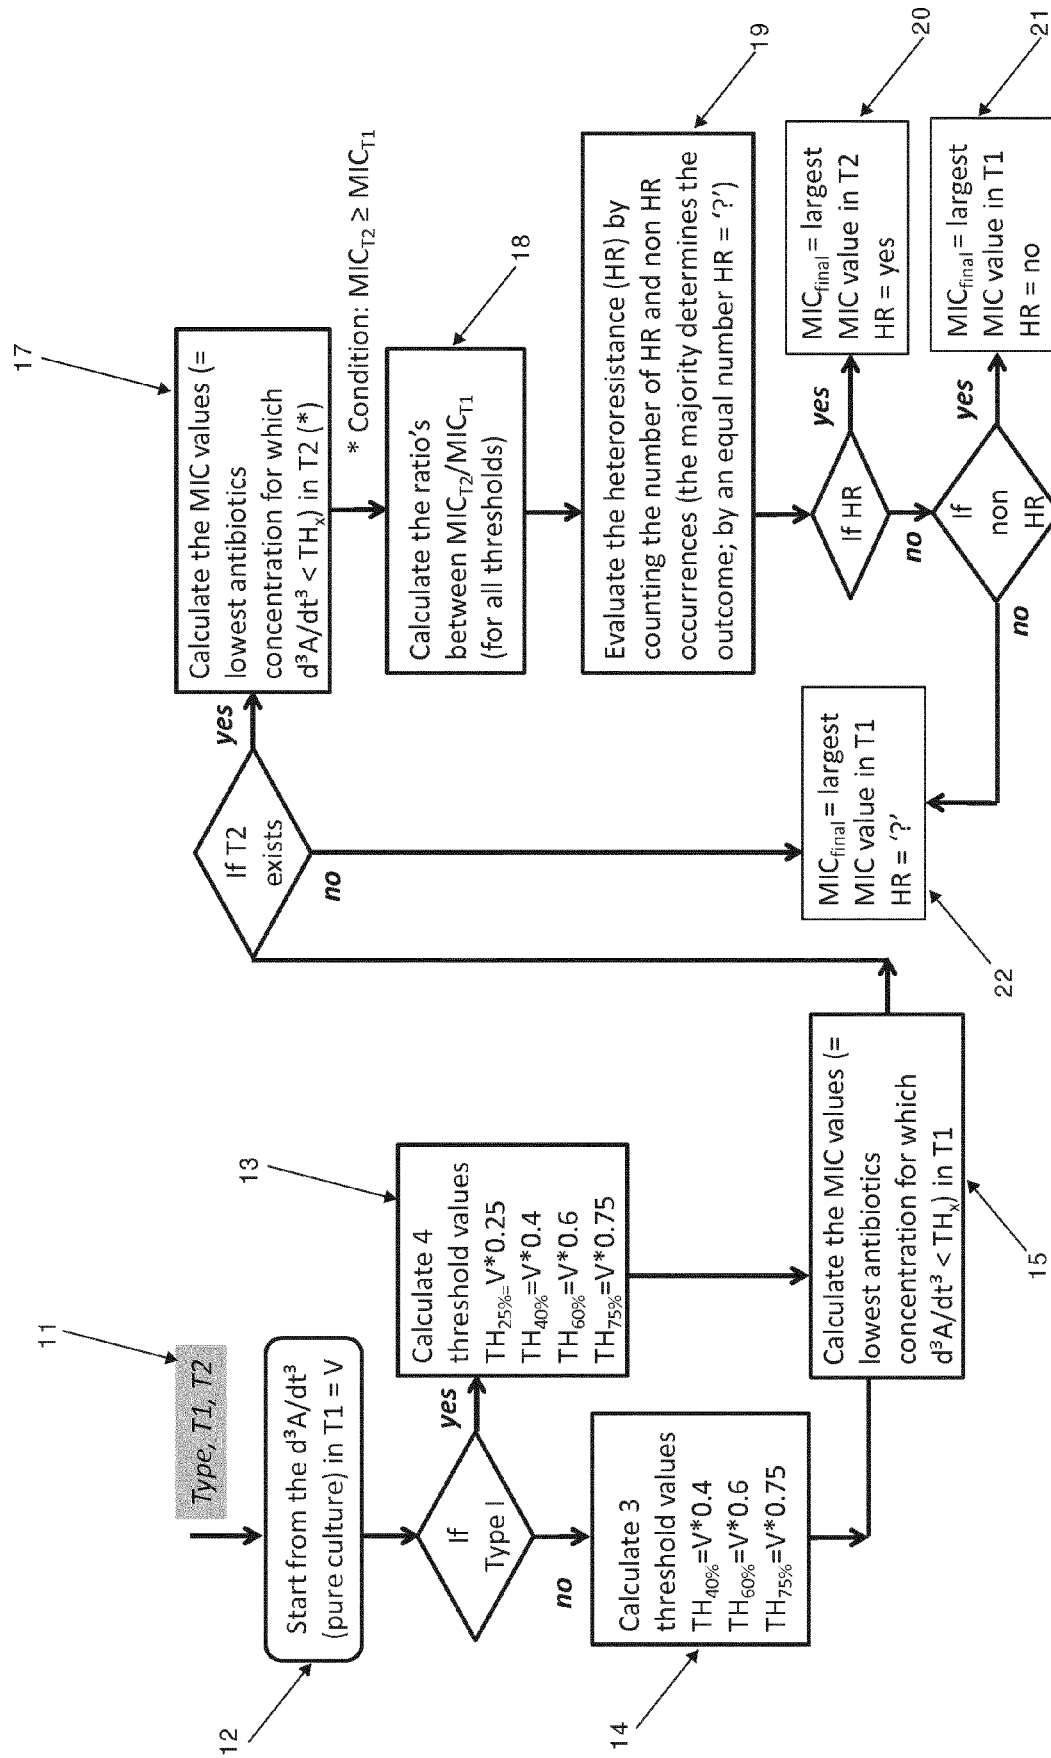 11
Type, T1, T2
12
Start from the d³A/dt³
(pure culture) in T1 = V
If
Type I
yes
no
13
Calculate 4
threshold values
TH25%=V*0.25
TH40%=V*0.4
TH60%=V*0.6
TH75%=V*0.75
14
Calculate 3
threshold values
TH40%=V*0.4
TH60%=V*0.6
TH75%=V*0.75
15
Calculate the MIC values (=
lowest antibiotics
concentration for which
d³A/dt³ < THx) in T1
If T2
exists
yes
no
17
Calculate the MIC values (=
lowest antibiotics
concentration for which
d³A/dt³ < THx) in T2 (*)
* Condition: MICT2 ≥ MICT1
18
Calculate the ratio's
between MICT2/MICT1
(for all thresholds)
19
Evaluate the heteroresistance (HR) by
counting the number of HR and non HR
occurrences (the majority determines the
outcome; by an equal number HR = '?')
If HR
yes
no
20
MICfinal = largest
MIC value in T2
HR = yes
If
non
HR
yes
no
21
MICfinal = largest
MIC value in T1
HR = no
22
MICfinal = largest
MIC value in T1
HR = '?'